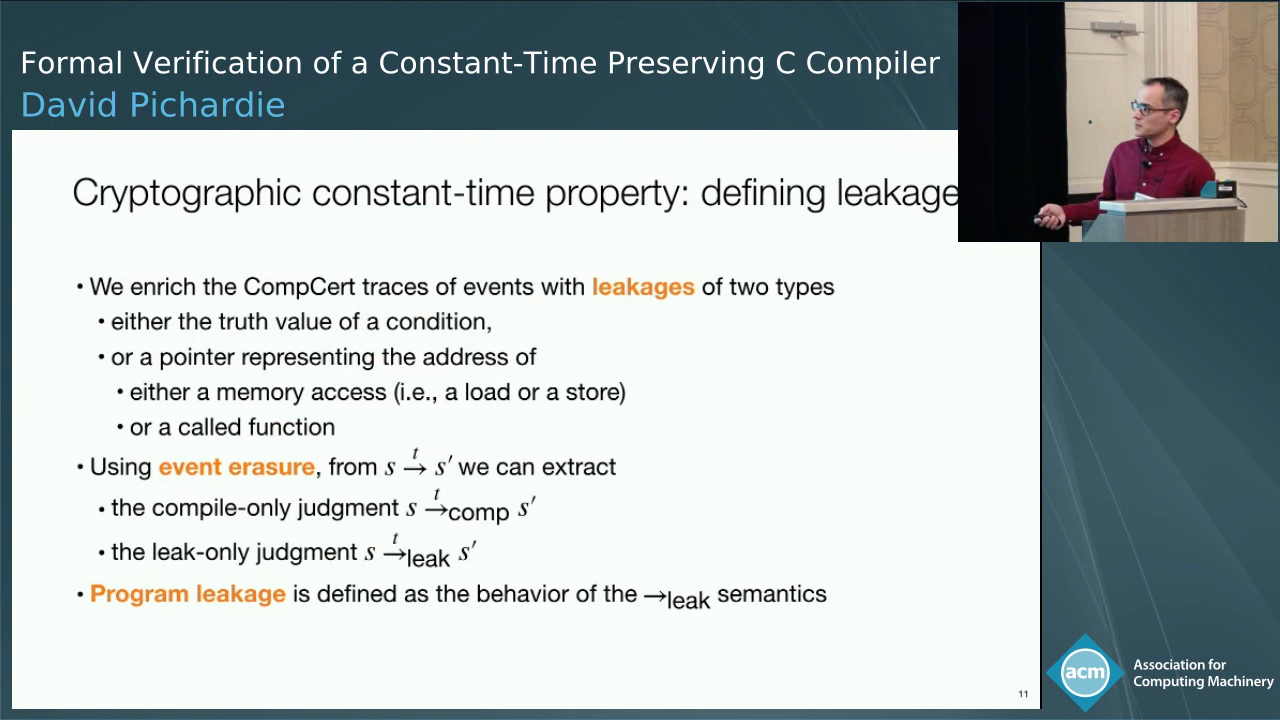 Formal Verification of a Constant-Time Preserving C Compiler
David Pichardie
Cryptographic constant-time property: defining leakage
• We enrich the CompCert traces of events with leakages of two types
• either the truth value of a condition,
• or a pointer representing the address of
• either a memory access (i.e., a load or a store)
• or a called function
• Using event erasure, from s →ᵗ s′ we can extract
• the compile-only judgment s →ᵗcomp s′
• the leak-only judgment s →ᵗleak s′
• Program leakage is defined as the behavior of the →leak semantics
11
acm
Association for
Computing Machinery